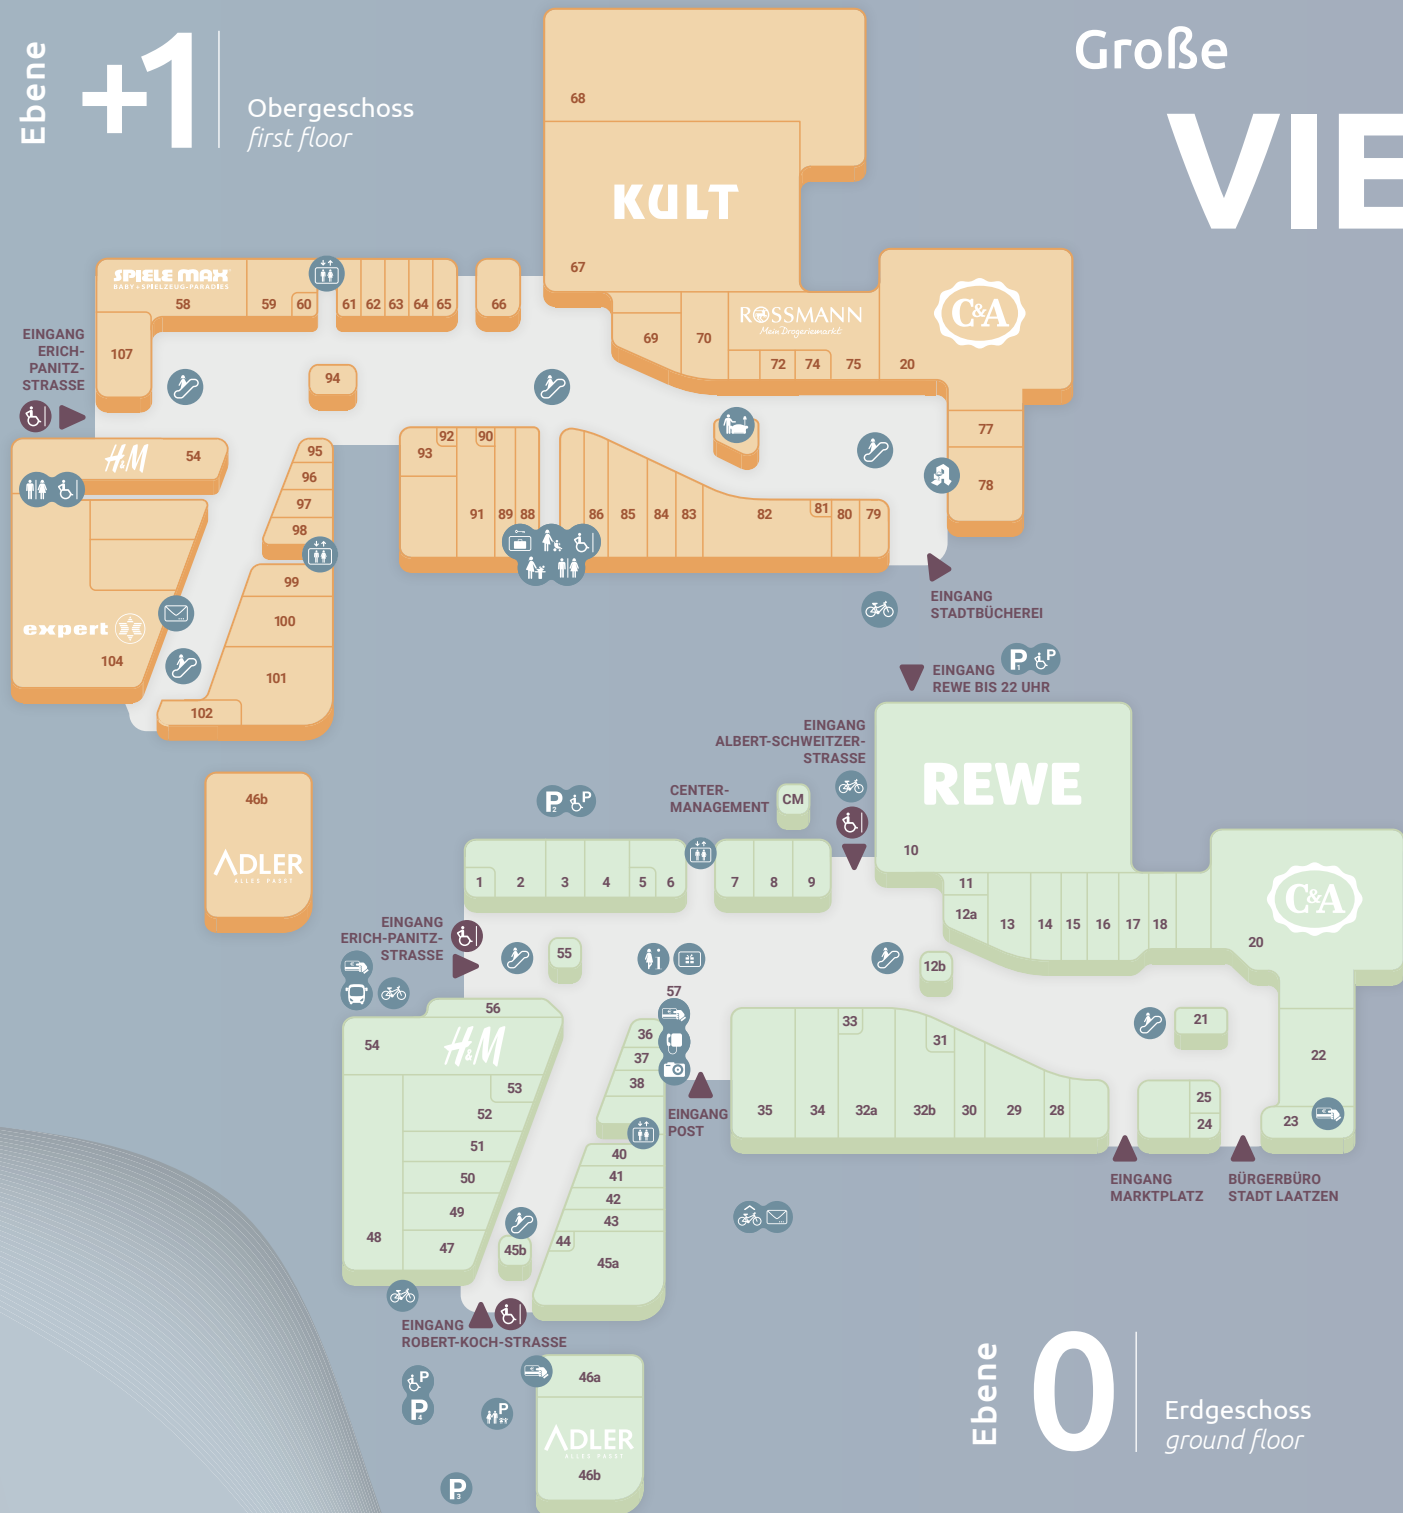 Ebene
+1
Obergeschoss
first floor
Große
VIE
68
KULT
67
SPIELE MAX
BABY+SPIELZEUG-PARADIES
58
59
60
61
62
63
64
65
66
69
70
ROSSMANN
Mein Drogeriemarkt
72
74
75
20
C&A
77
78
EINGANG
ERICH-
PANITZ-
STRASSE
107
94
H&M
54
95
96
97
98
99
100
101
102
expert
104
93
92
91
90
89
88
86
85
84
83
82
81
80
79
EINGANG
STADTBÜCHEREI
46b
ADLER
ALLES PASST
EINGANG
REWE BIS 22 UHR
P1
P
EINGANG
ALBERT-SCHWEITZER-
STRASSE
CENTER-
MANAGEMENT
CM
P2
P
REWE
10
1
2
3
4
5
6
7
8
9
11
12a
13
14
15
16
17
18
20
C&A
EINGANG
ERICH-PANITZ-
STRASSE
55
12b
57
56
54
H&M
53
52
51
50
49
48
47
36
37
38
40
41
42
43
44
45a
45b
EINGANG
POST
35
34
33
32a
32b
31
30
29
28
21
22
23
25
24
EINGANG
MARKTPLATZ
BÜRGERBÜRO
STADT LAATZEN
EINGANG
ROBERT-KOCH-STRASSE
P
P4
P
P3
46a
ADLER
ALLES PASST
46b
Ebene
0
Erdgeschoss
ground floor